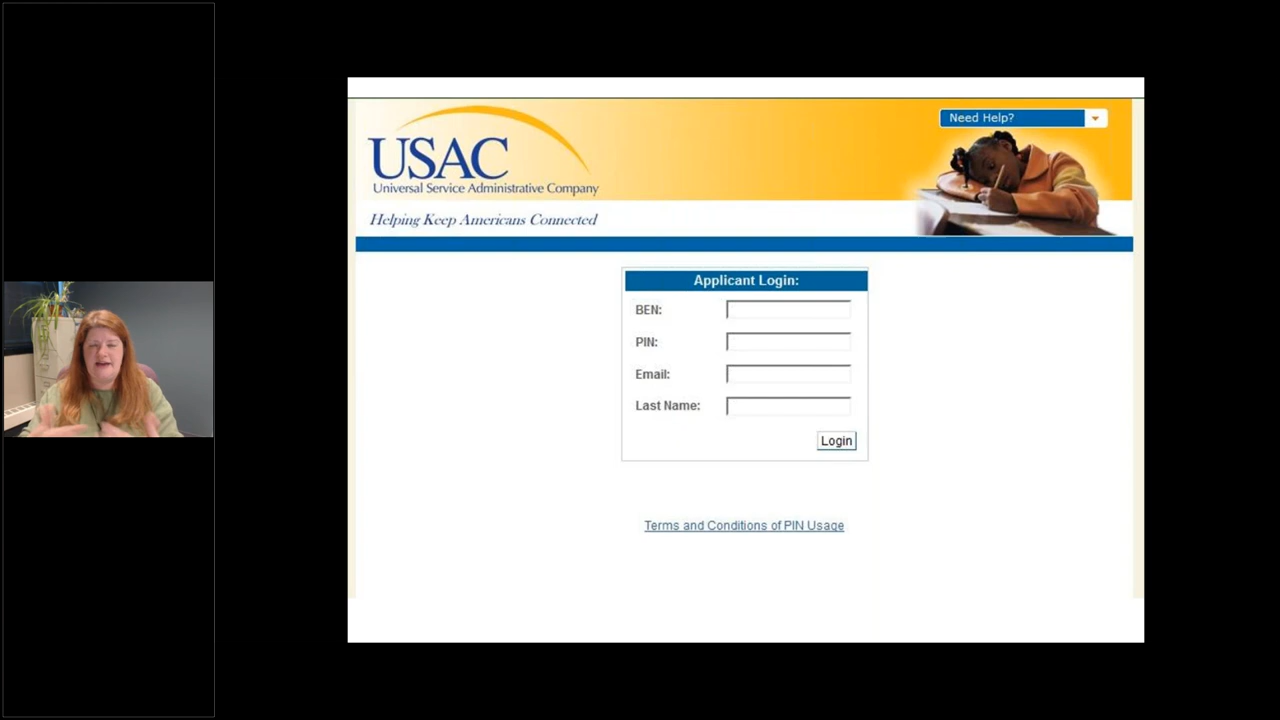 Need Help?
USAC
Universal Service Administrative Company
Helping Keep Americans Connected
Applicant Login:
BEN:
PIN:
Email:
Last Name:
Login
Terms and Conditions of PIN Usage